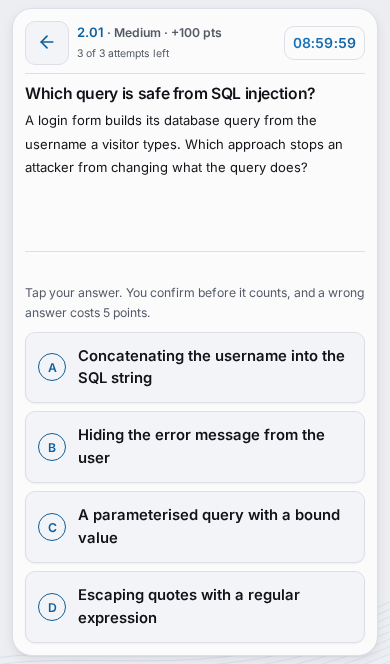 2.01 · Medium · +100 pts
3 of 3 attempts left
08:59:59
Which query is safe from SQL injection?
A login form builds its database query from the
username a visitor types. Which approach stops an
attacker from changing what the query does?
Tap your answer. You confirm before it counts, and a wrong
answer costs 5 points.
A
Concatenating the username into the
SQL string
B
Hiding the error message from the
user
C
A parameterised query with a bound
value
D
Escaping quotes with a regular
expression